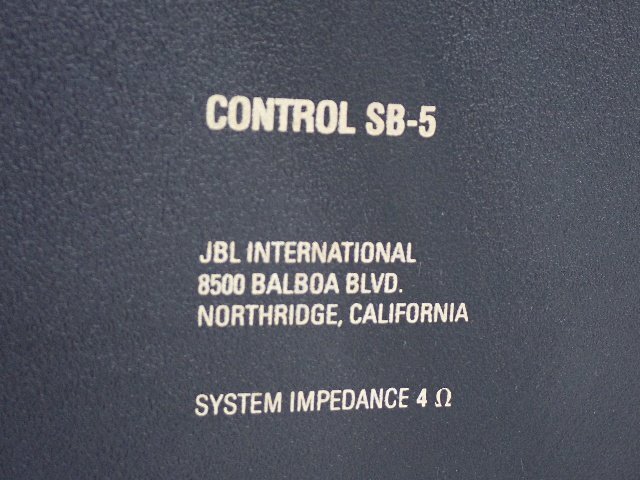 CONTROL SB-5
JBL INTERNATIONAL
8500 BALBOA BLVD.
NORTHRIDGE, CALIFORNIA
SYSTEM IMPEDANCE 4 Ω